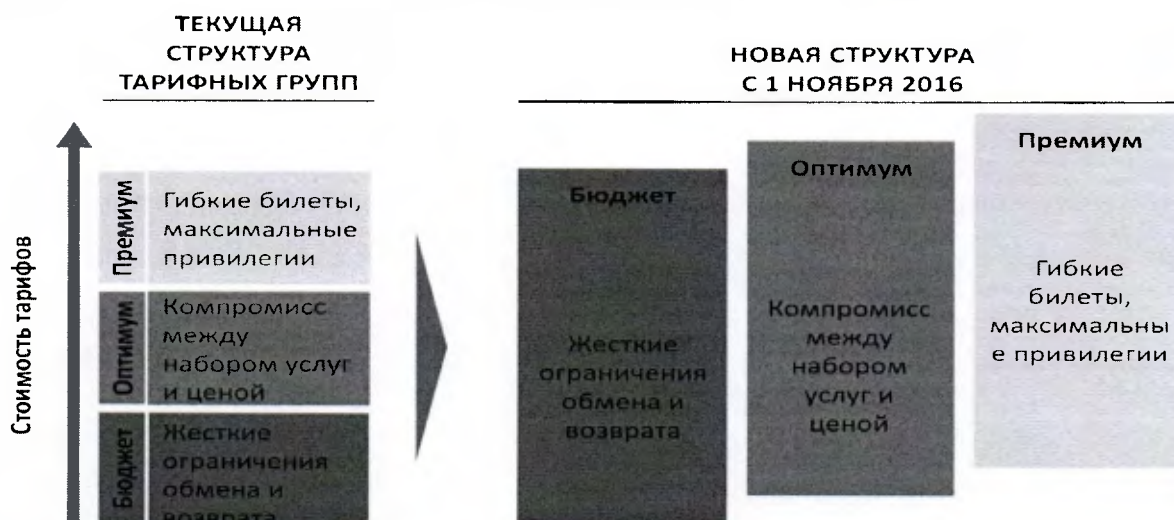 ТЕКУЩАЯ
СТРУКТУРА
ТАРИФНЫХ ГРУПП
Стоимость тарифов
Премиум
Гибкие билеты,
максимальные
привилегии
Оптимум
Компромисс
между
набором услуг
и ценой
Бюджет
Жесткие
ограничения
обмена и
возврата
НОВАЯ СТРУКТУРА
С 1 НОЯБРЯ 2016
Бюджет
Жесткие
ограничения
обмена и
возврата
Оптимум
Компромисс
между
набором
услуг и
ценой
Премиум
Гибкие
билеты,
максимальны
е привилегии